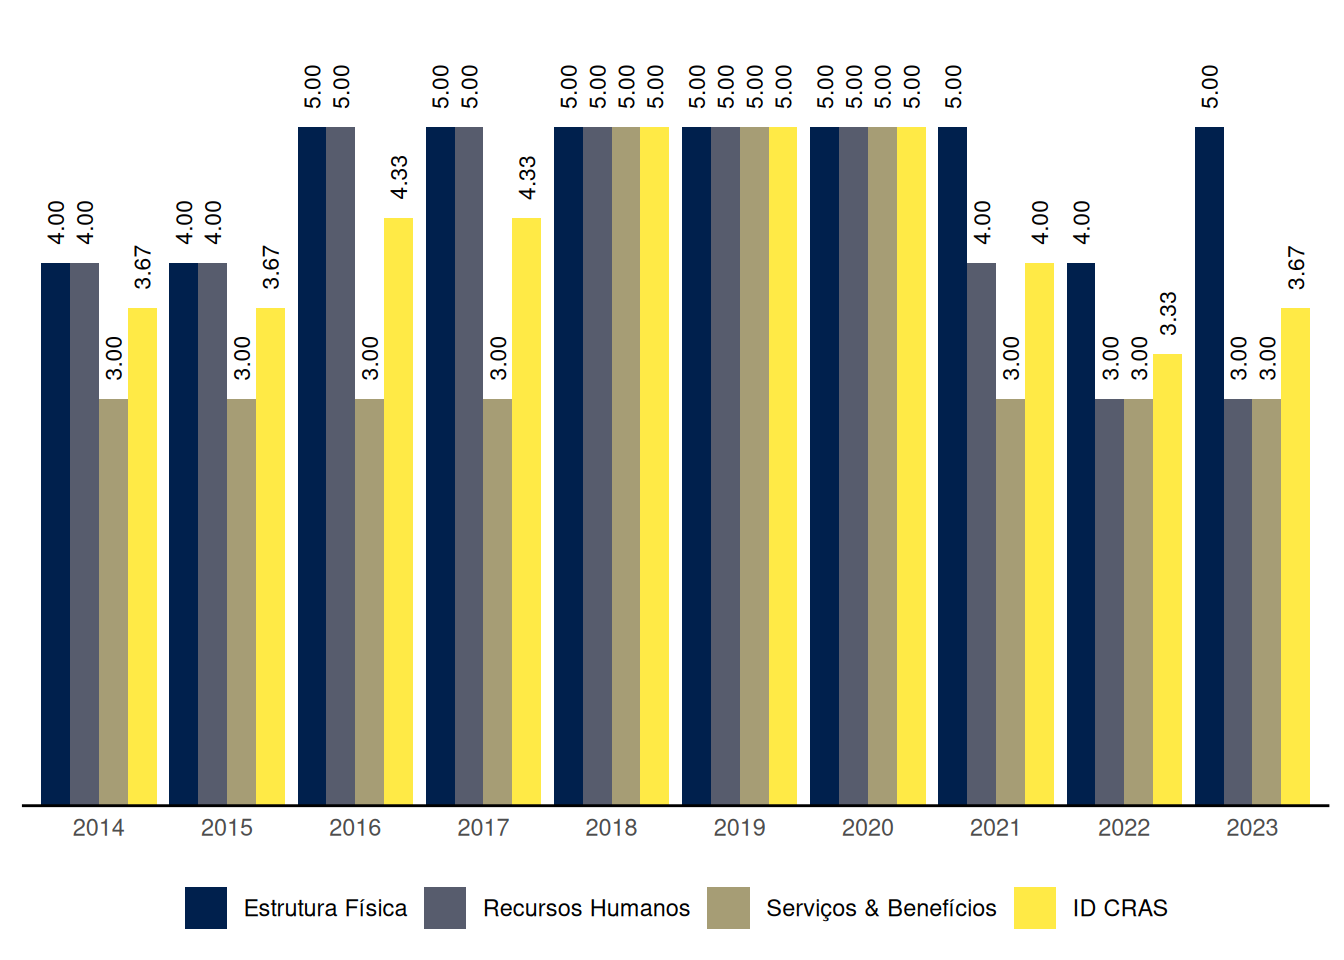 5.00 5.00 5.00 5.00 5.00 5.00 5.00 5.00 5.00 5.00 5.00 5.00 5.00 5.00 5.00 5.00 5.00 5.00
4.33 4.33
4.00 4.00 4.00 4.00 4.00 4.00 4.00
3.67 3.67 3.67
3.33
3.00 3.00 3.00 3.00 3.00 3.00 3.00 3.00 3.00
2014 2015 2016 2017 2018 2019 2020 2021 2022 2023
Estrutura Física Recursos Humanos Serviços & Benefícios ID CRAS